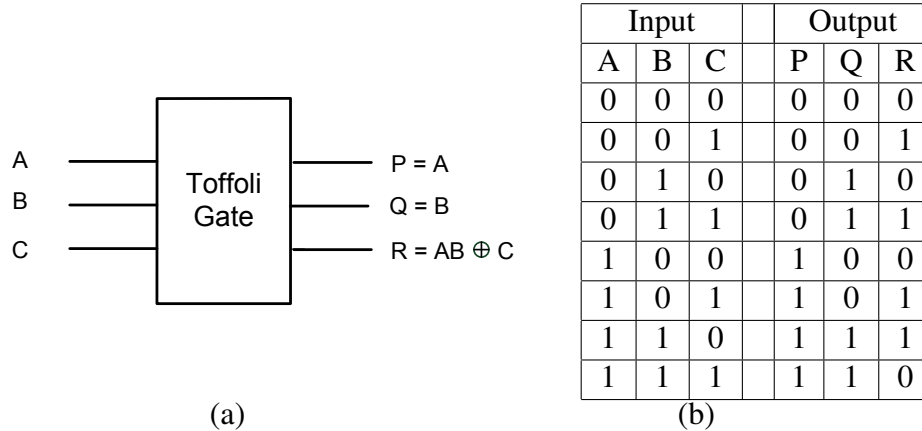 A
B
C
Toffoli
Gate
P = A
Q = B
R = AB ⊕ C
(a)
Input Output
A B C P Q R
0 0 0 0 0 0
0 0 1 0 0 1
0 1 0 0 1 0
0 1 1 0 1 1
1 0 0 1 0 0
1 0 1 1 0 1
1 1 0 1 1 1
1 1 1 1 1 0
(b)